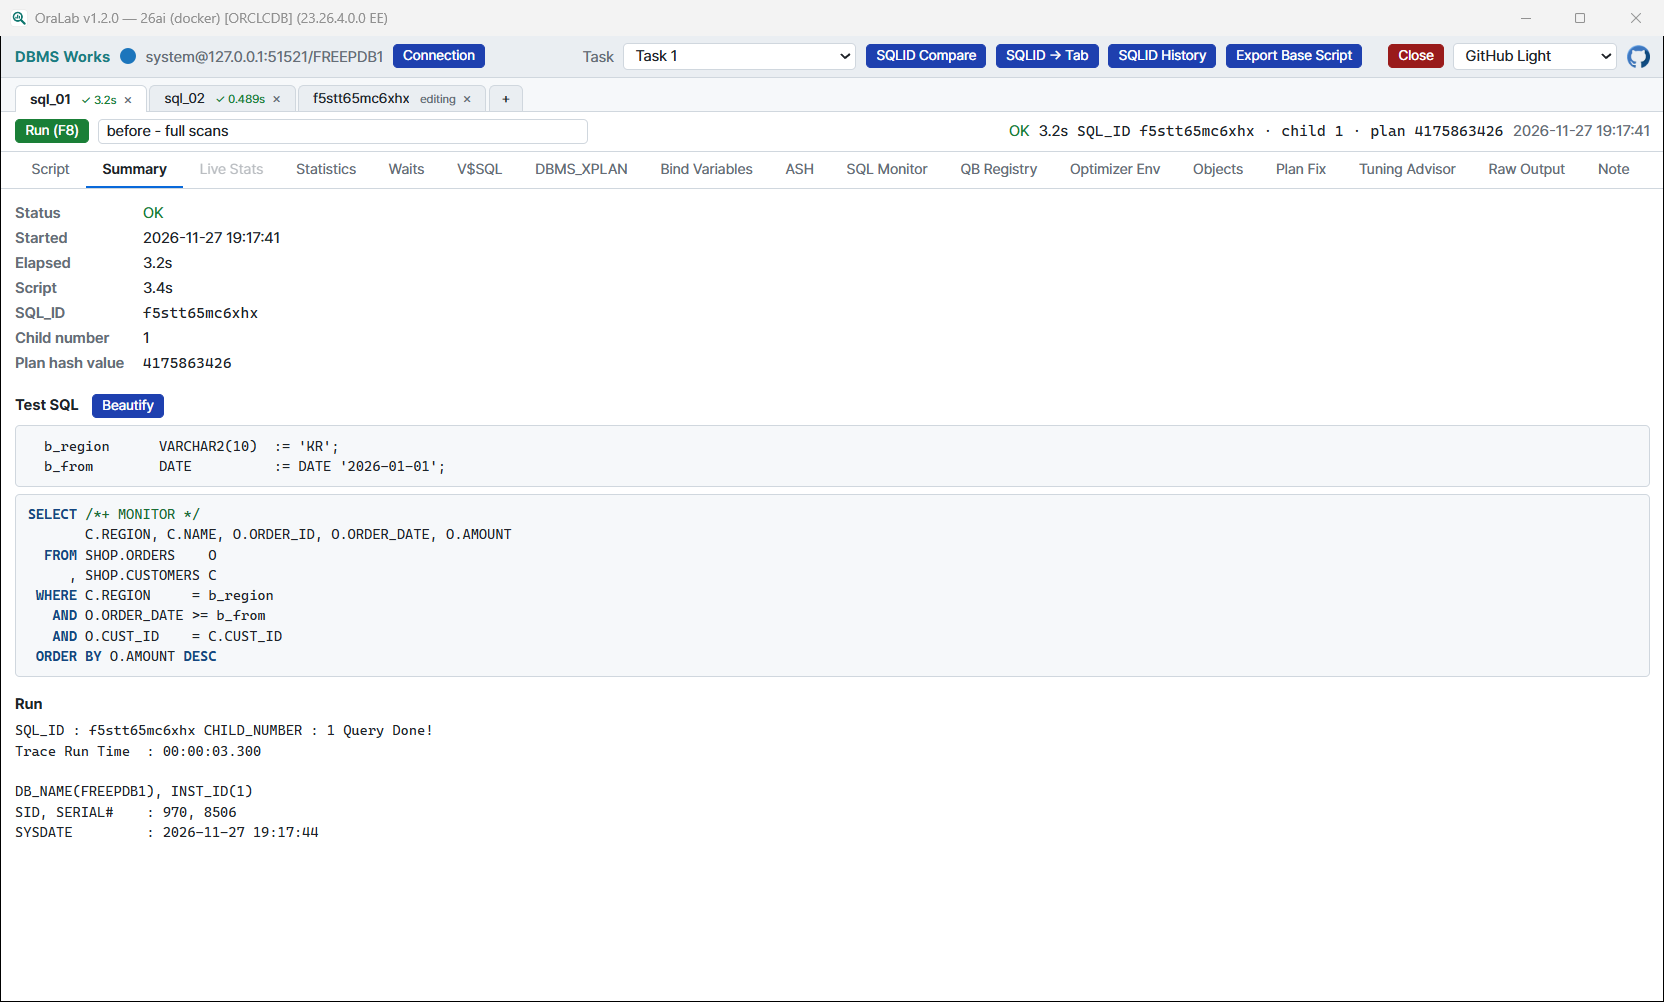 OraLab v1.2.0 — 26ai (docker) [ORCLCDB] (23.26.4.0.0 EE)
DBMS Works system@127.0.0.1:51521/FREEPDB1 Connection Task Task 1 SQLID Compare SQLID → Tab SQLID History Export Base Script Close GitHub Light
sql_01 ✓ 3.2s × sql_02 ✓ 0.489s × f5stt65mc6xhx editing × +
Run (F8) before - full scans OK 3.2s SQL_ID f5stt65mc6xhx · child 1 · plan 4175863426 2026-11-27 19:17:41
Script Summary Live Stats Statistics Waits V$SQL DBMS_XPLAN Bind Variables ASH SQL Monitor QB Registry Optimizer Env Objects Plan Fix Tuning Advisor Raw Output Note
Status OK
Started 2026-11-27 19:17:41
Elapsed 3.2s
Script 3.4s
SQL_ID f5stt65mc6xhx
Child number 1
Plan hash value 4175863426
Test SQL Beautify
b_region VARCHAR2(10) := 'KR';
b_from DATE := DATE '2026-01-01';
SELECT /*+ MONITOR */
C.REGION, C.NAME, O.ORDER_ID, O.ORDER_DATE, O.AMOUNT
FROM SHOP.ORDERS O
, SHOP.CUSTOMERS C
WHERE C.REGION = b_region
AND O.ORDER_DATE >= b_from
AND O.CUST_ID = C.CUST_ID
ORDER BY O.AMOUNT DESC
Run
SQL_ID : f5stt65mc6xhx CHILD_NUMBER : 1 Query Done!
Trace Run Time : 00:00:03.300
DB_NAME(FREEPDB1), INST_ID(1)
SID, SERIAL# : 970, 8506
SYSDATE : 2026-11-27 19:17:44